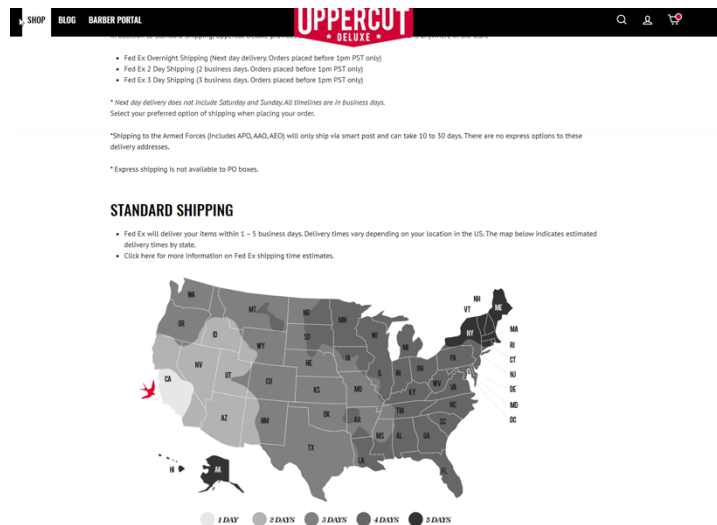 SHOP BLOG BARBER PORTAL
UPPERCUT
DELUXE
• Fed Ex Overnight Shipping (Next day delivery. Orders placed before 1pm PST only)
• Fed Ex 2 Day Shipping (2 business days. Orders placed before 1pm PST only)
• Fed Ex 3 Day Shipping (3 business days. Orders placed before 1pm PST only)
* Next day delivery does not include Saturday and Sunday. All timelines are in business days.
Select your preferred option of shipping when placing your order.
*Shipping to the Armed Forces (includes APO, AAO, AEO) will only ship via smart post and can take 10 to 30 days. There are no express options to these
delivery addresses.
* Express shipping is not available to PO boxes.
STANDARD SHIPPING
• Fed Ex will deliver your items within 1 – 5 business days. Delivery times vary depending on your location in the US. The map below indicates estimated
delivery times by state.
• Click here for more information on Fed Ex shipping time estimates.
WA MT ND MN NH ME
VT
OR ID WY SD WI MI NY MA
RI
NV UT NE IA PA CT
CA CO IL IN OH NJ
KS MO WV VA DE
KY MD
AZ NM OK AR TN NC DC
SC
TX MS AL GA
LA
HI AK FL
1 DAY 2 DAYS 3 DAYS 4 DAYS 5 DAYS